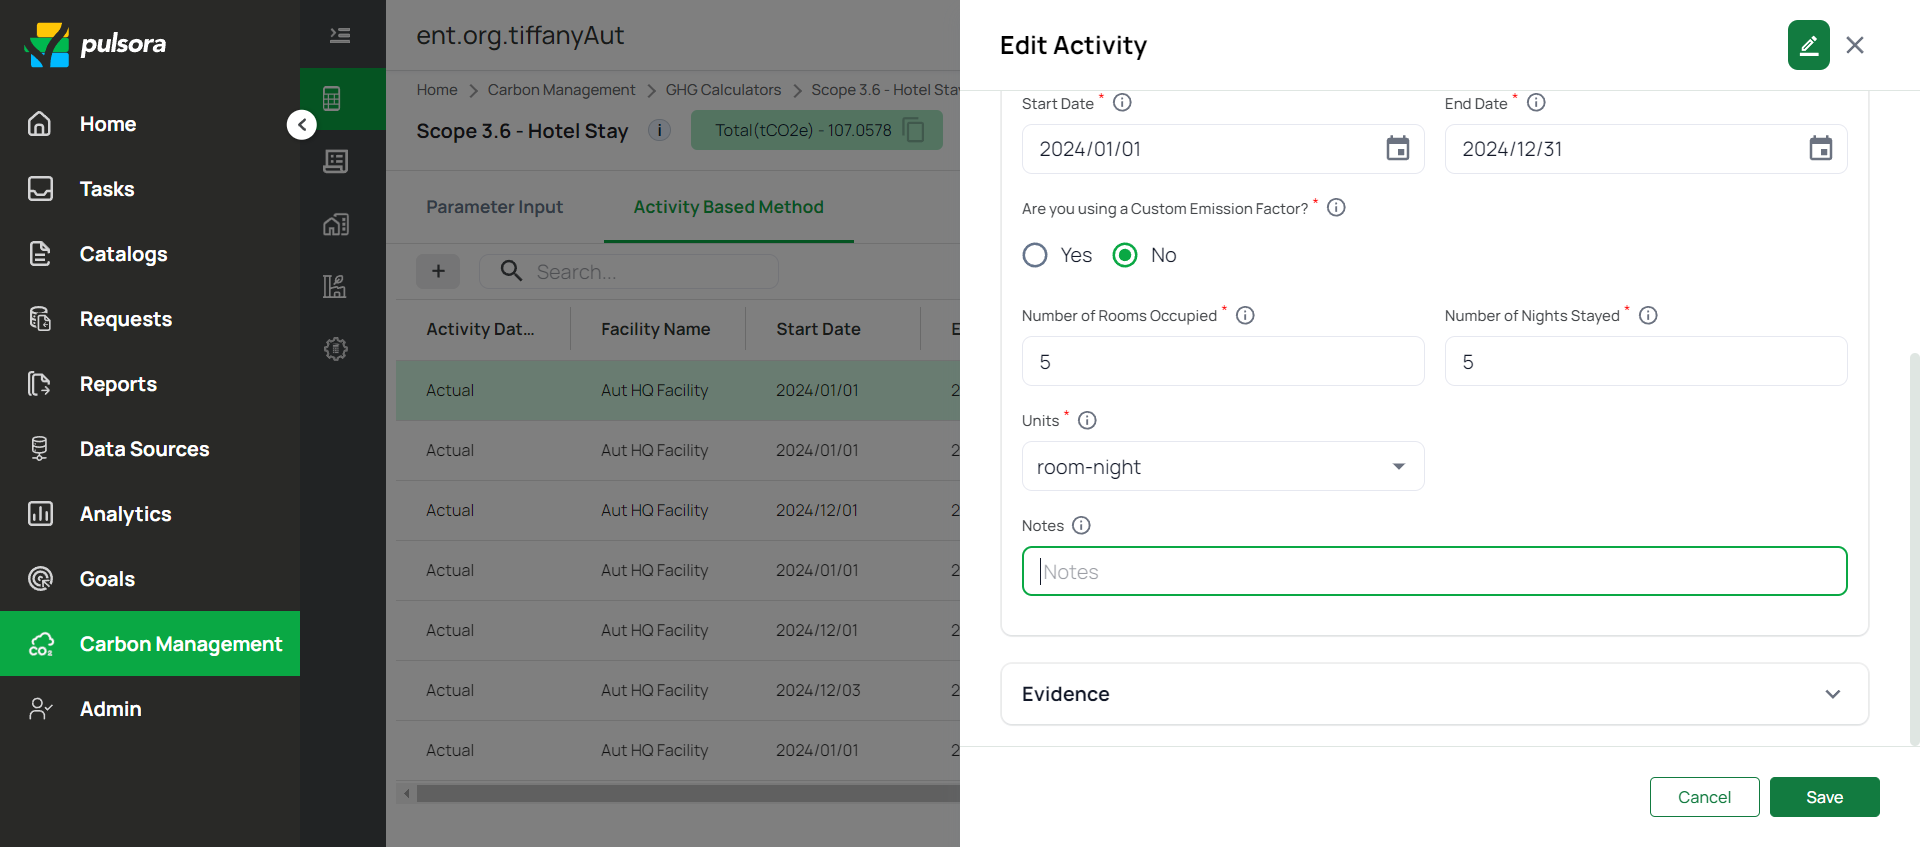 pulsora
Home
Tasks
Catalogs
Requests
Reports
Data Sources
Analytics
Goals
Carbon Management
Admin
ent.org.tiffanyAut
Home > Carbon Management > GHG Calculators > Scope 3.6 - Hotel Stay
Scope 3.6 - Hotel Stay
Total(tCO2e) - 107.0578
Parameter Input
Activity Based Method
+
Search...
Activity Dat... Facility Name Start Date E
Actual Aut HQ Facility 2024/01/01 2
Actual Aut HQ Facility 2024/01/01 2
Actual Aut HQ Facility 2024/12/01 2
Actual Aut HQ Facility 2024/01/01 2
Actual Aut HQ Facility 2024/12/01 2
Actual Aut HQ Facility 2024/12/03 2
Actual Aut HQ Facility 2024/01/01 2
Edit Activity
Start Date * End Date *
2024/01/01 2024/12/31
Are you using a Custom Emission Factor? *
Yes No
Number of Rooms Occupied * Number of Nights Stayed *
5 5
Units *
room-night
Notes
Notes
Evidence
Cancel Save